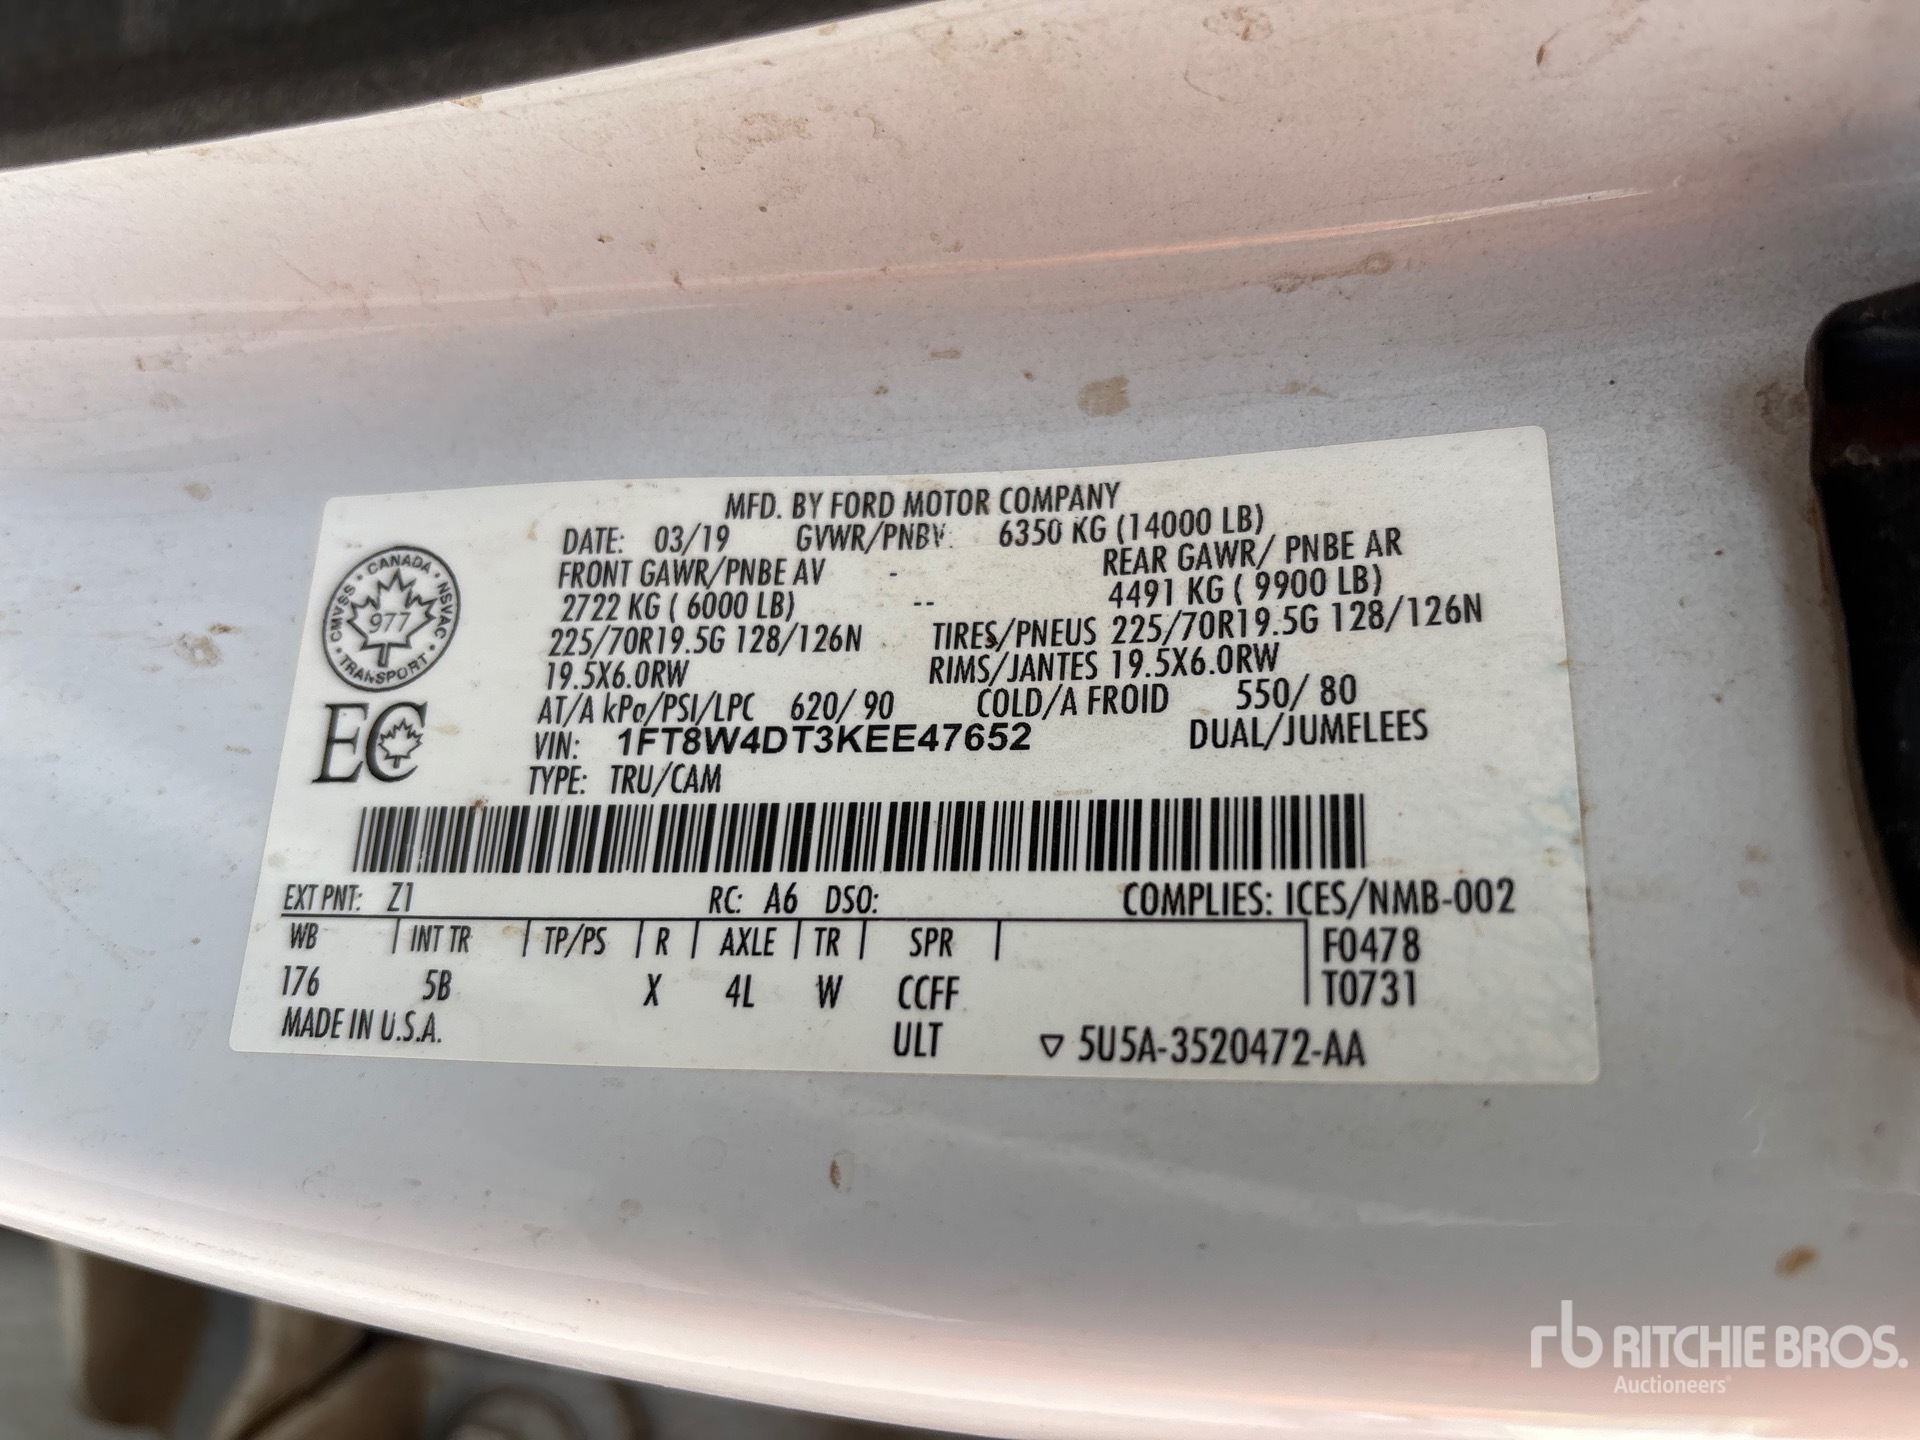 MFD. BY FORD MOTOR COMPANY
DATE: 03/19 GVWR/PNBV: 6350 KG (14000 LB)
FRONT GAWR/PNBE AV - REAR GAWR/ PNBE AR
2722 KG ( 6000 LB) -- 4491 KG ( 9900 LB)
225/70R19.5G 128/126N TIRES/PNEUS 225/70R19.5G 128/126N
19.5X6.0RW RIMS/JANTES 19.5X6.0RW
AT/A kPa/PSI/LPC 620/ 90 COLD/A FROID 550/ 80
VIN: 1FT8W4DT3KEE47652 DUAL/JUMELEES
TYPE: TRU/CAM
CANADA • NSVAC • TRANSPORT • CMVSS •
977
EC
EXT PNT: Z1 RC: A6 DSO: COMPLIES: ICES/NMB-002
WB | INT TR | TP/PS | R | AXLE | TR | SPR | F0478
176 5B X 4L W CCFF T0731
MADE IN U.S.A. ULT ▽ 5U5A-3520472-AA
rb RITCHIE BROS.
Auctioneers